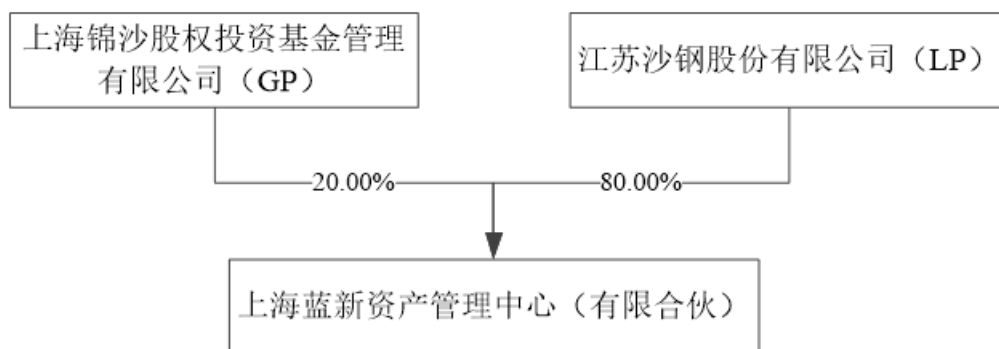 上海锦沙股权投资基金管理
有限公司（GP）
江苏沙钢股份有限公司（LP）
20.00%
80.00%
上海蓝新资产管理中心（有限合伙）